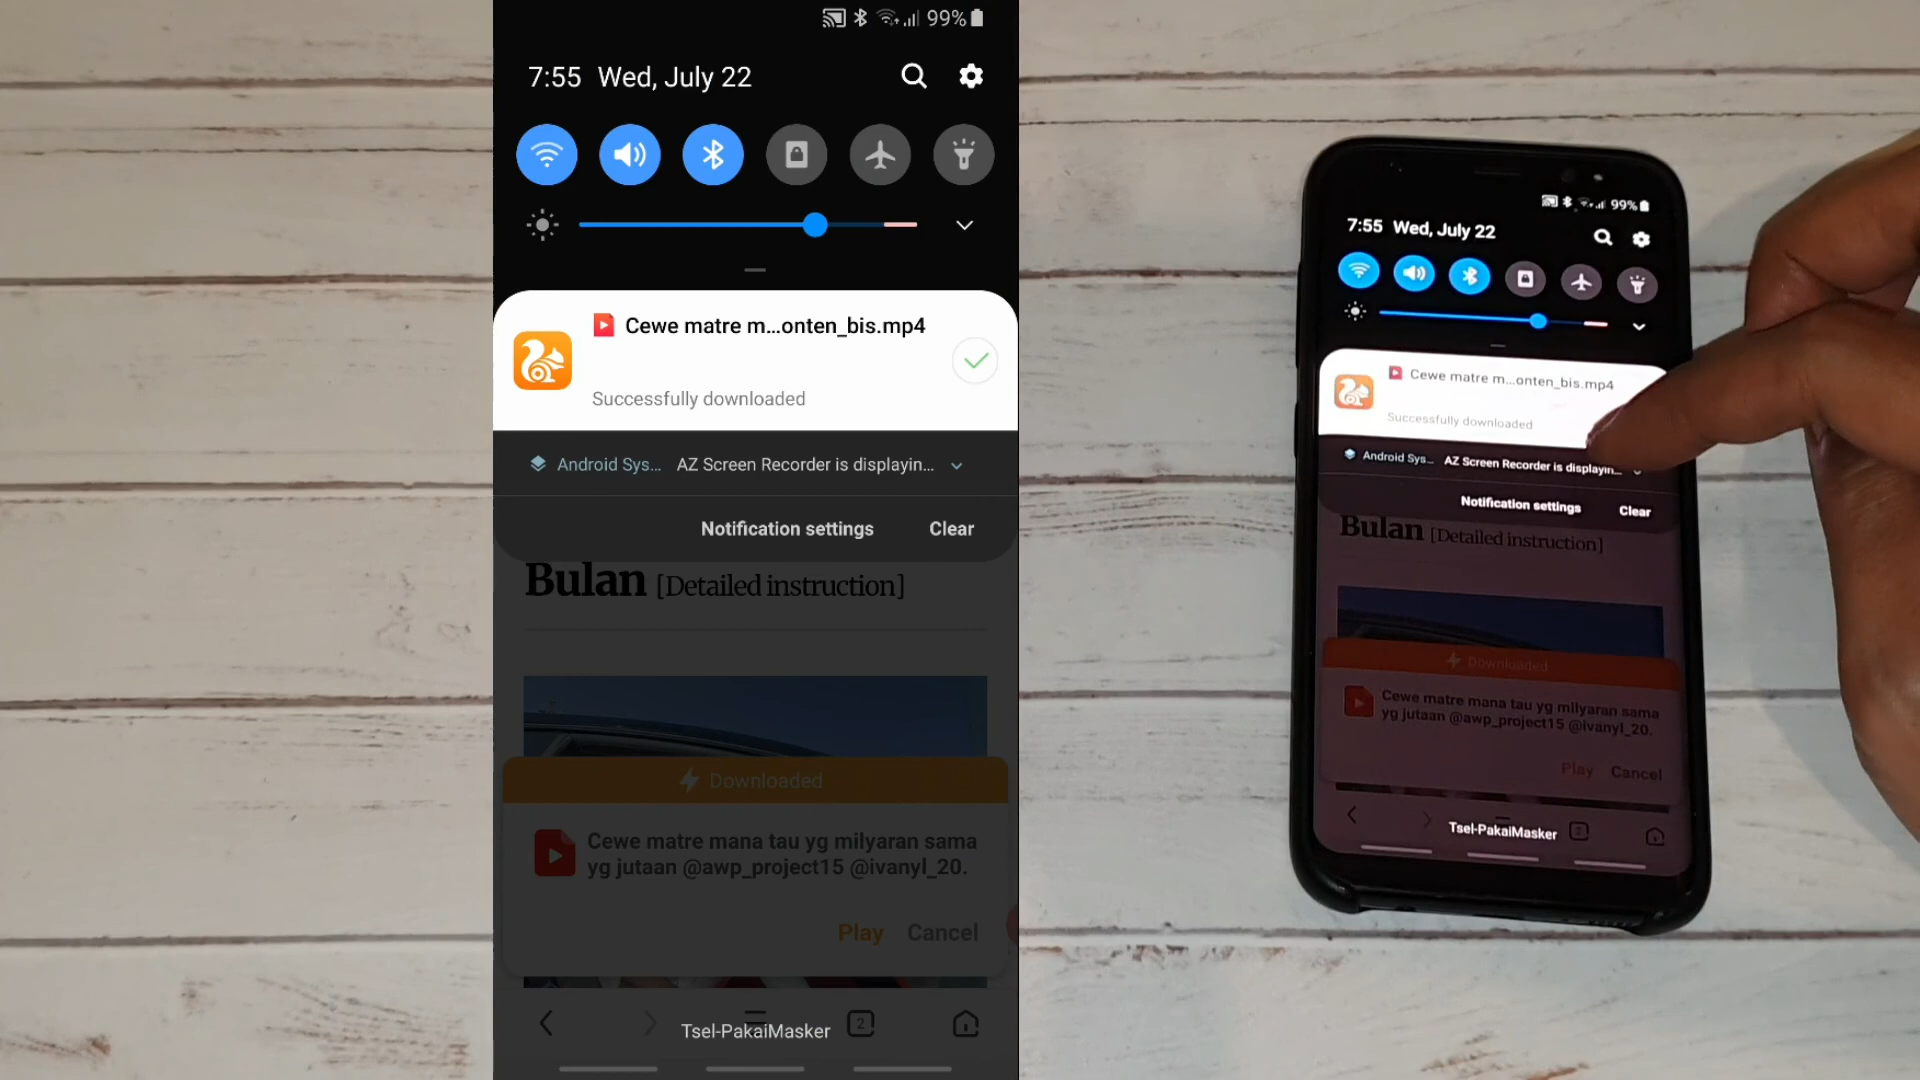 99%
7:55 Wed, July 22
Cewe matre m...onten_bis.mp4
Successfully downloaded
Android Sys... AZ Screen Recorder is displayin...
Notification settings Clear
Bulan [Detailed instruction]
Downloaded
Cewe matre mana tau yg milyaran sama
yg jutaan @awp_project15 @ivanyl_20.
Play Cancel
Tsel-PakaiMasker
2
99%
7:55 Wed, July 22
Cewe matre m...onten_bis.mp4
Successfully downloaded
Android Sys... AZ Screen Recorder is displayin...
Notification settings Clear
Bulan [Detailed instruction]
Downloaded
Cewe matre mana tau yg milyaran sama
yg jutaan @awp_project15 @ivanyl_20.
Play Cancel
Tsel-PakaiMasker
2